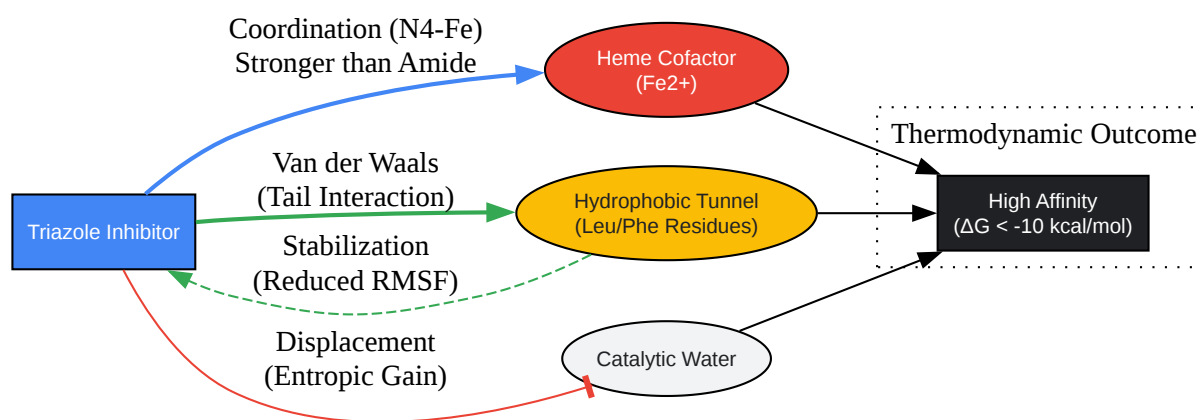 Coordination (N4-Fe)
Stronger than Amide
Heme Cofactor
(Fe2+)
Thermodynamic Outcome
Van der Waals
(Tail Interaction)
Hydrophobic Tunnel
(Leu/Phe Residues)
High Affinity
(ΔG < -10 kcal/mol)
Triazole Inhibitor
Stabilization
(Reduced RMSF)
Displacement
(Entropic Gain)
Catalytic Water